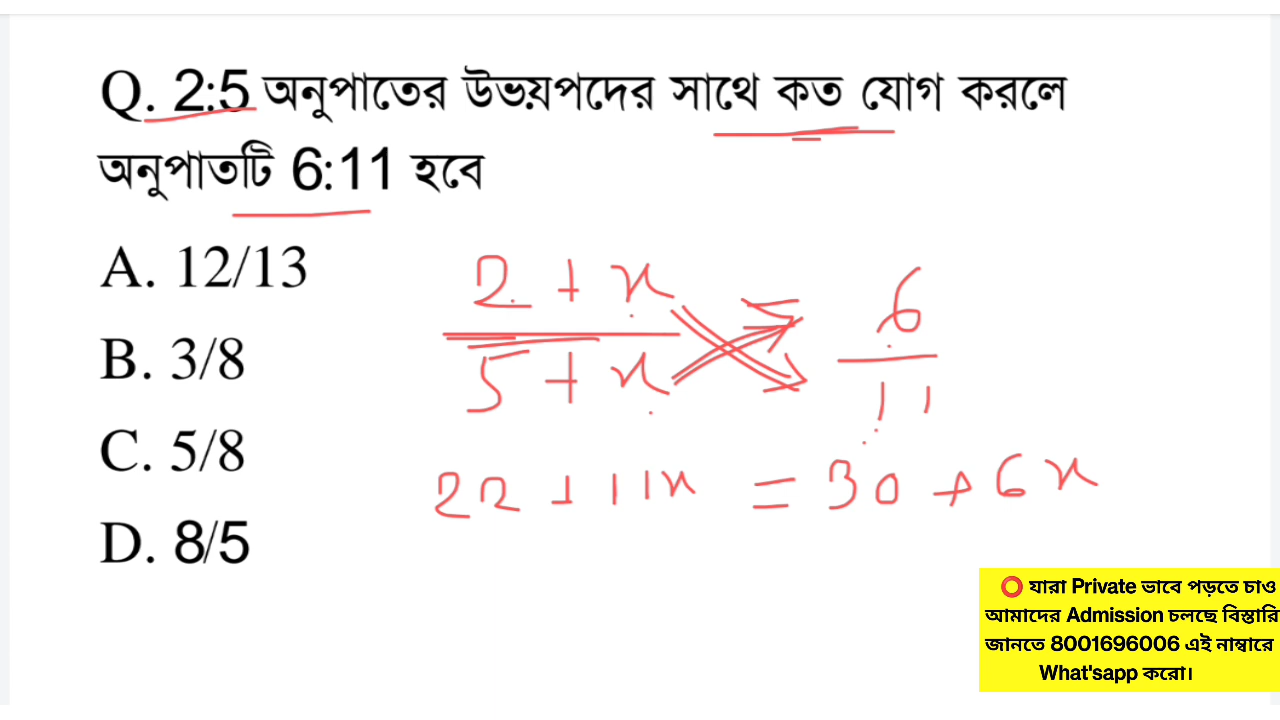 Q. 2:5 অনুপাতের উভয়পদের সাথে কত যোগ করলে
অনুপাতটি 6:11 হবে
A. 12/13
B. 3/8
C. 5/8
D. 8/5
2 + x
5 + x
6
11
22 + 11x = 30 + 6x
⭕ যারা Private ভাবে পড়তে চাও
আমাদের Admission চলছে বিস্তারি
জানতে 8001696006 এই নাম্বারে
What'sapp করো।